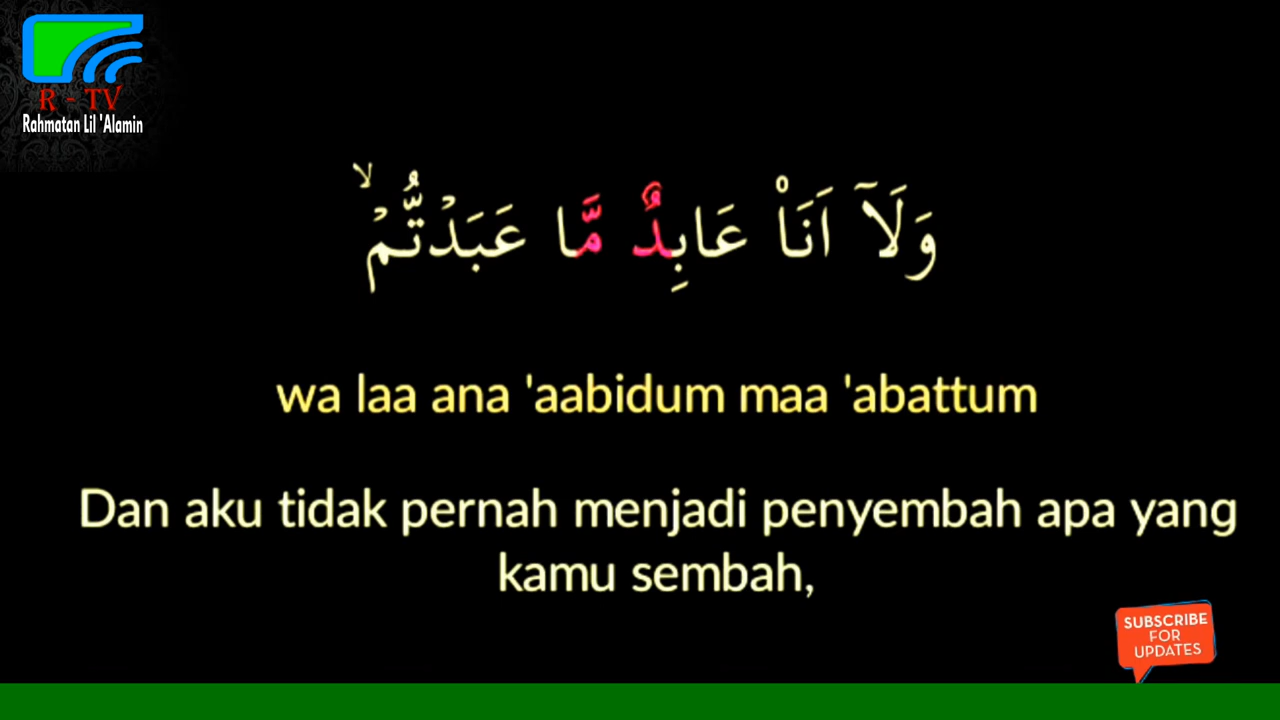 R - TV
Rahmatan Lil 'Alamin
وَلَآ اَنَا۠ عَابِدٌ مَّا عَبَدْتُّمْۙ
wa laa ana 'aabidum maa 'abattum
Dan aku tidak pernah menjadi penyembah apa yang
kamu sembah,
SUBSCRIBE
FOR
UPDATES